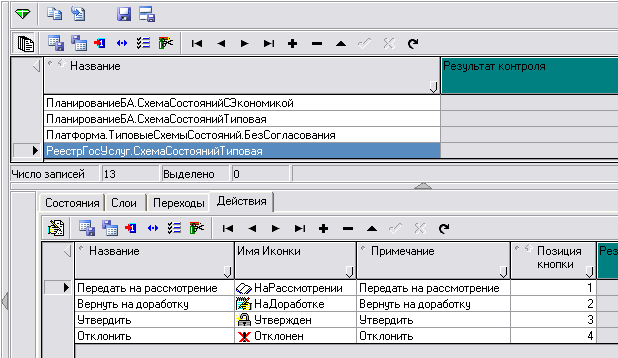 Название Результат контроля
ПланированиеБА.СхемаСостоянийСЭкономикой
ПланированиеБА.СхемаСостоянийТиповая
Платформа.ТиповыеСхемыСостояний.БезСогласования
РеестрГосУслуг.СхемаСостоянийТиповая
Число записей 13 Выделено 0
Состояния Слои Переходы Действия
Название Имя Иконки Примечание Позиция кнопки Рез
Передать на рассмотрение НаРассмотрении Передать на рассмотрение 1
Вернуть на доработку НаДоработке Вернуть на доработку 2
Утвердить Утвержден Утвердить 3
Отклонить Отклонен Отклонить 4